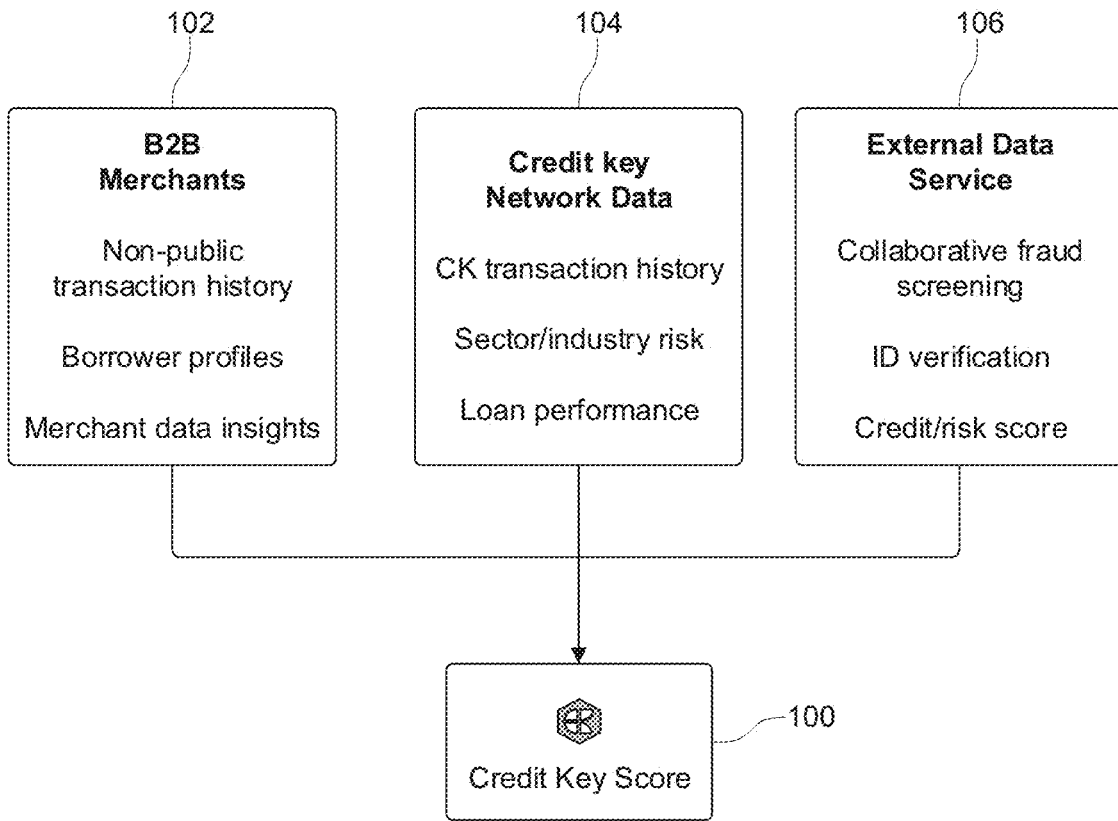 102
104
106
B2B
Merchants
Non-public
transaction history
Borrower profiles
Merchant data insights
Credit key
Network Data
CK transaction history
Sector/industry risk
Loan performance
External Data
Service
Collaborative fraud
screening
ID verification
Credit/risk score
100
Credit Key Score